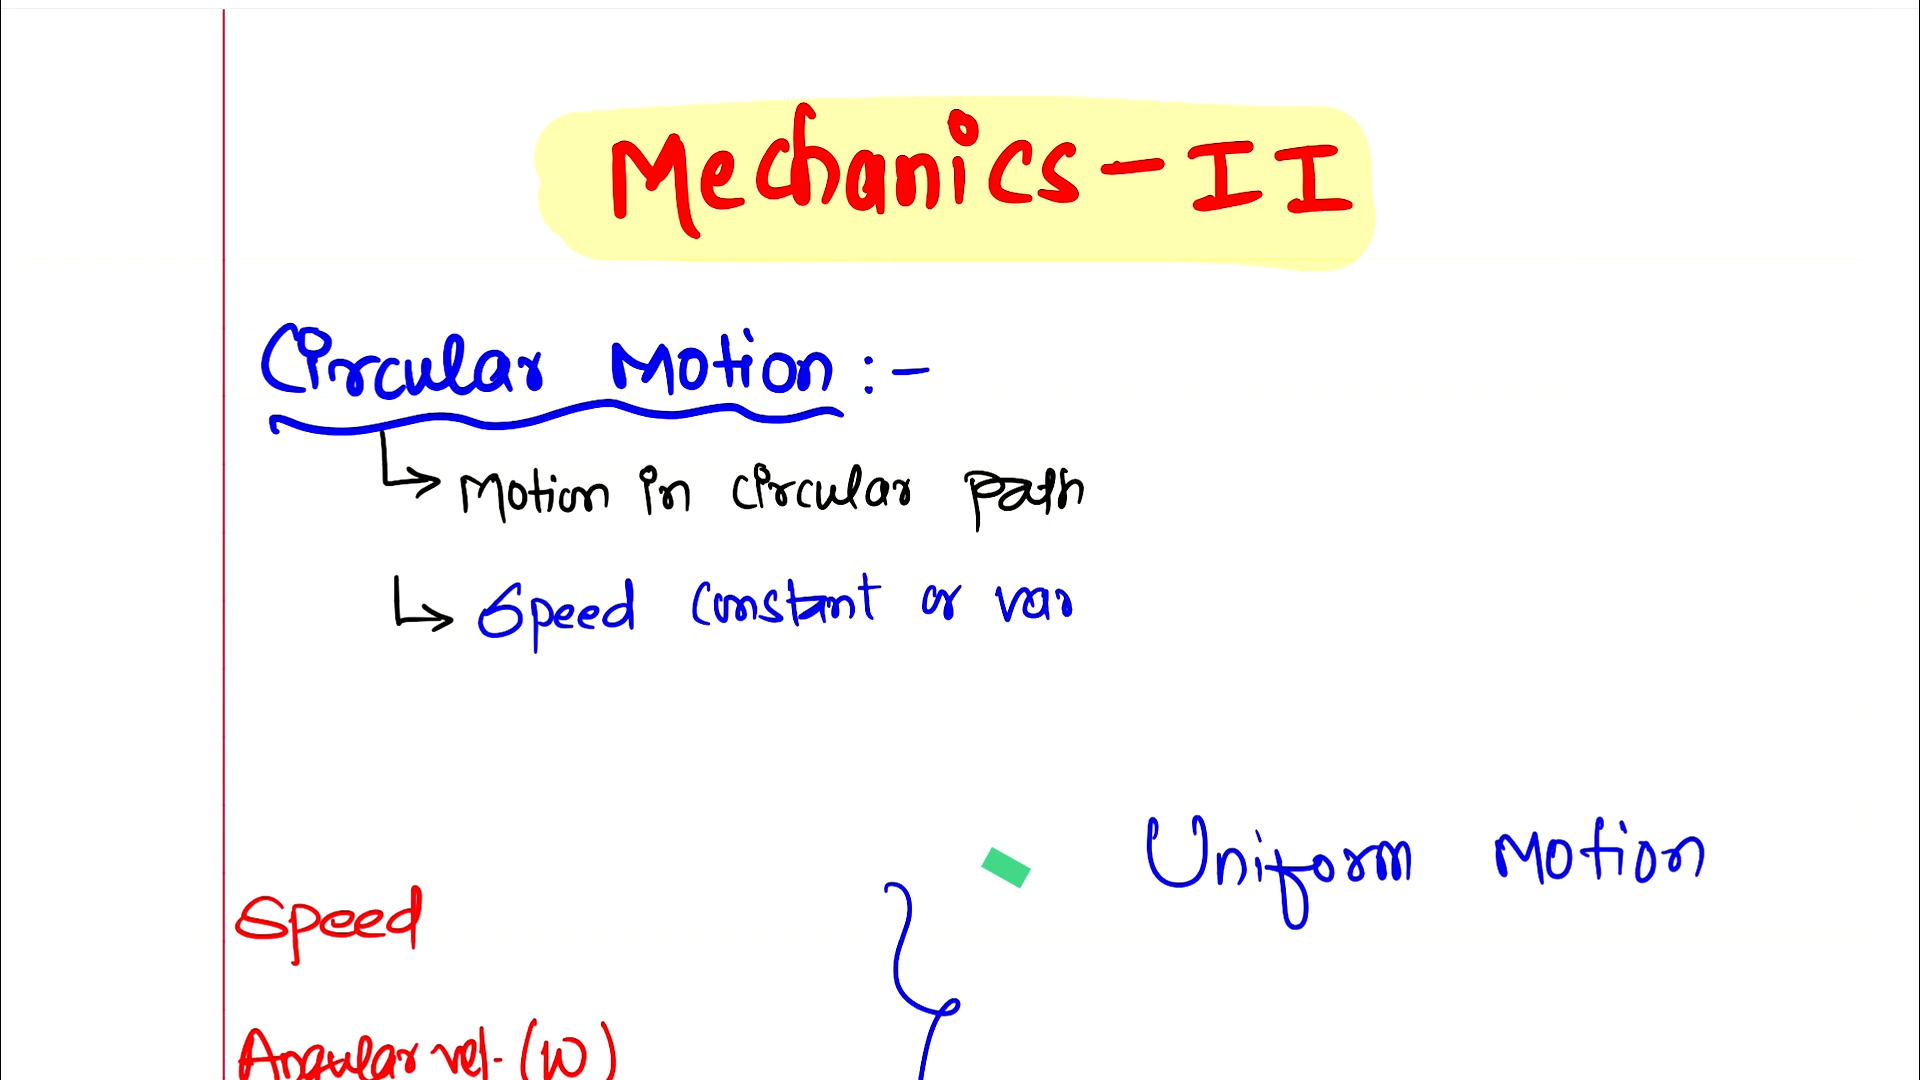 Mechanics-II
Circular Motion :-
Motion in circular path
Speed constant or var
Uniform Motion
Speed
Angular vel. (W)